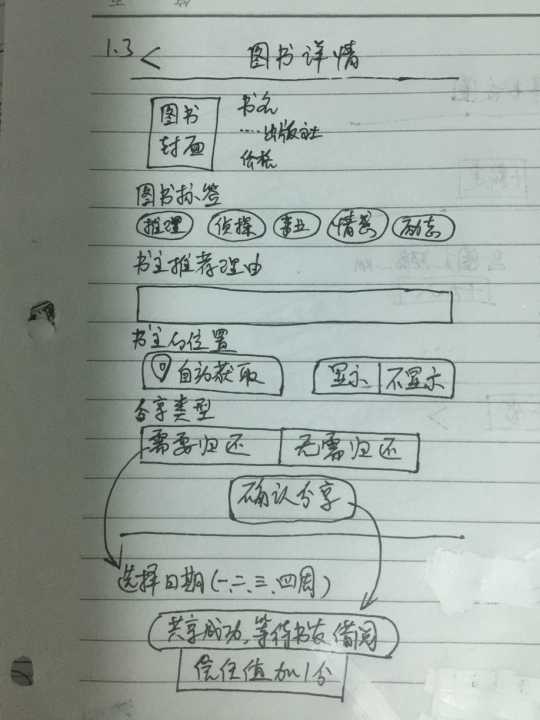 1.3 < 图书详情
图书 书名
封面 ....出版社
价格
图书标签
推理 侦探 事业 情感 励志
书主推荐理由
书主的位置
自动获取 显示 不显示
分享类型
需要归还 无需归还
确认分享
选择日期(一、二、三、四周)
共享成功,等待书友借阅
信任值加1分